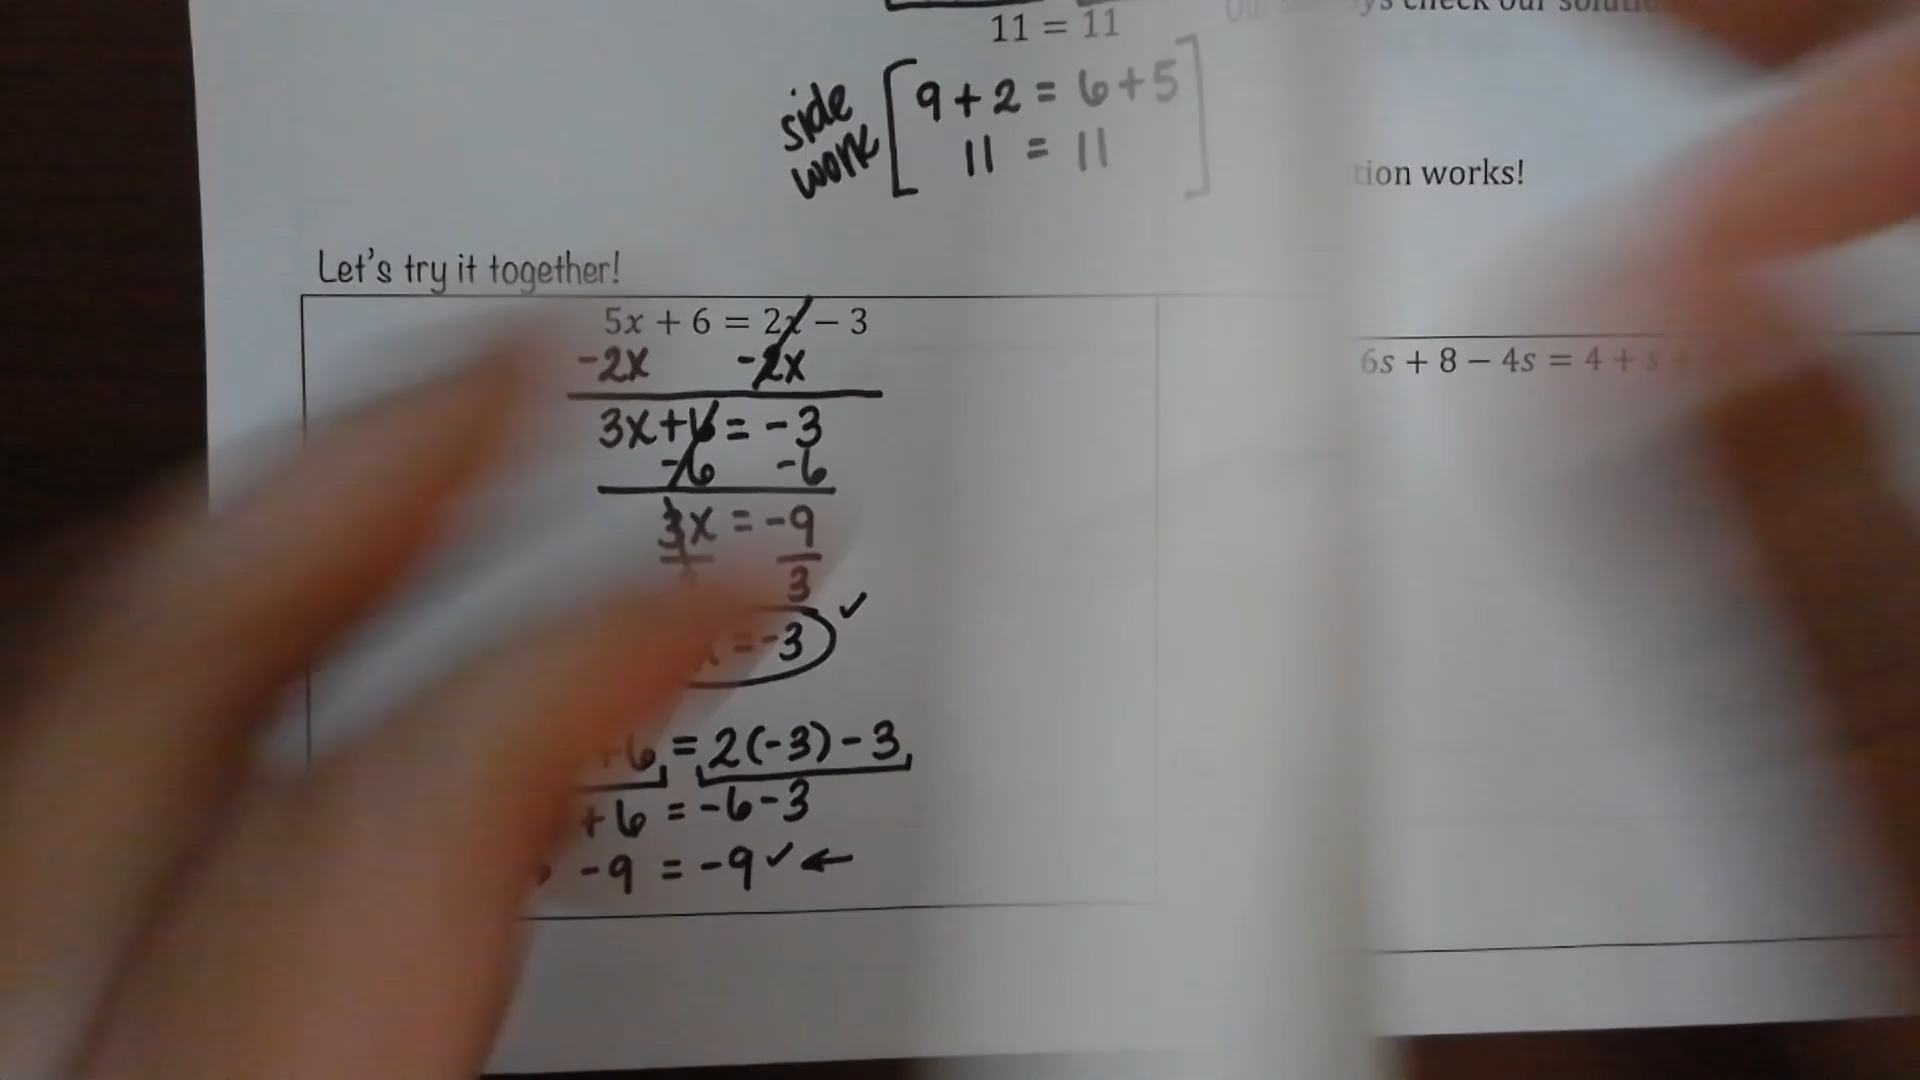 check our
11 = 11
side work
9 + 2 = 6 + 5
11 = 11
tion works!
Let's try it together!
5x + 6 = 2x − 3
-2x -2x
3x + 6 = -3
-6 -6
3x = -9
3
x = -3 ✓
+6 = 2(-3) - 3
+6 = -6 - 3
-9 = -9 ✓ ←
6s + 8 − 4s = 4 + s